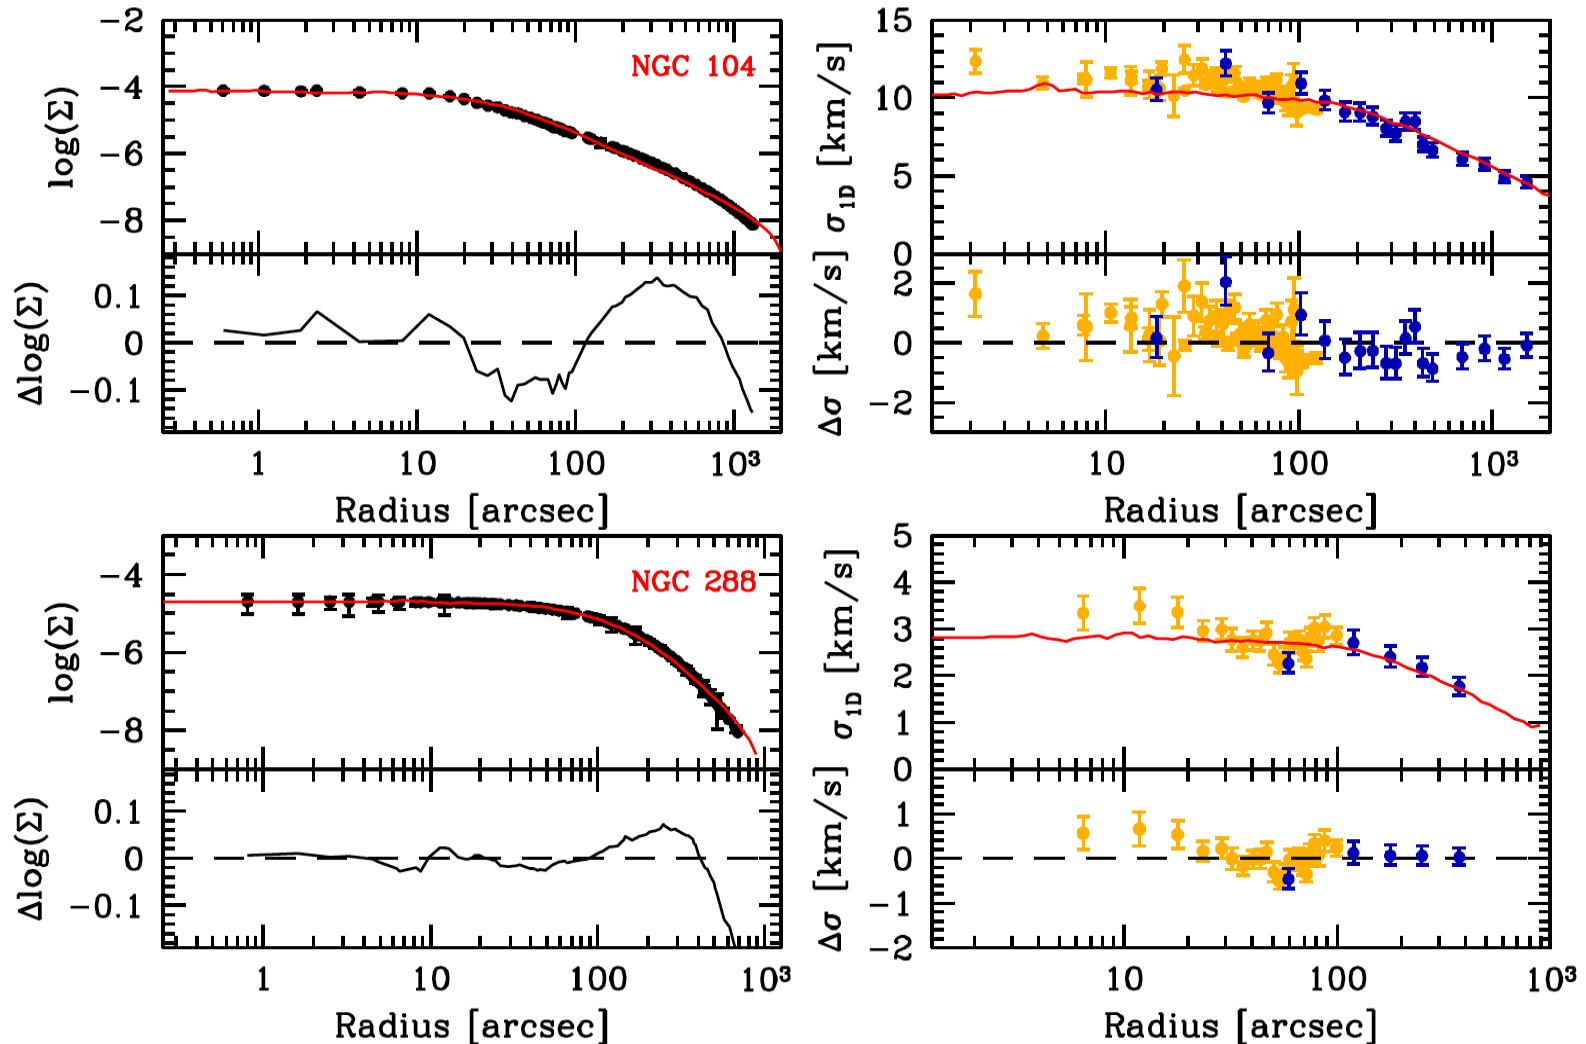 −2
−4
−6
−8
log(Σ)
NGC 104
0.1
0
−0.1
Δlog(Σ)
1 10 100 10³
Radius [arcsec]
15
10
5
0
σ1D [km/s]
2
0
−2
Δσ [km/s]
10 100 10³
Radius [arcsec]
−4
−6
−8
log(Σ)
NGC 288
0.1
0
−0.1
Δlog(Σ)
1 10 100 10³
Radius [arcsec]
5
4
3
2
1
0
σ1D [km/s]
1
0
−1
−2
Δσ [km/s]
10 100 10³
Radius [arcsec]